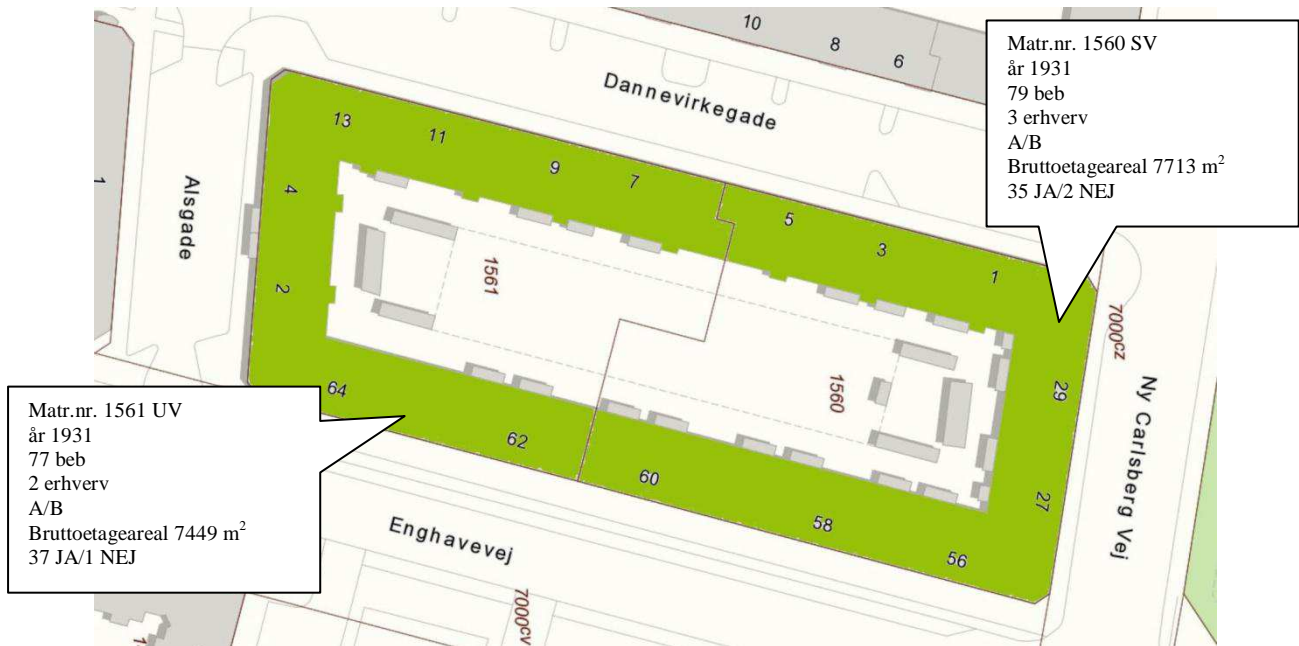 10
8
6
Matr.nr. 1560 SV
år 1931
79 beb
3 erhverv
A/B
Bruttoetageareal 7713 m²
35 JA/2 NEJ
Dannevirkegade
13
11
9
7
5
3
1
1
Alsgade
4
2
1561
1560
7000cz
29
27
Ny Carlsberg Vej
Matr.nr. 1561 UV
år 1931
77 beb
2 erhverv
A/B
Bruttoetageareal 7449 m²
37 JA/1 NEJ
64
62
60
58
56
Enghavevej
7000cv